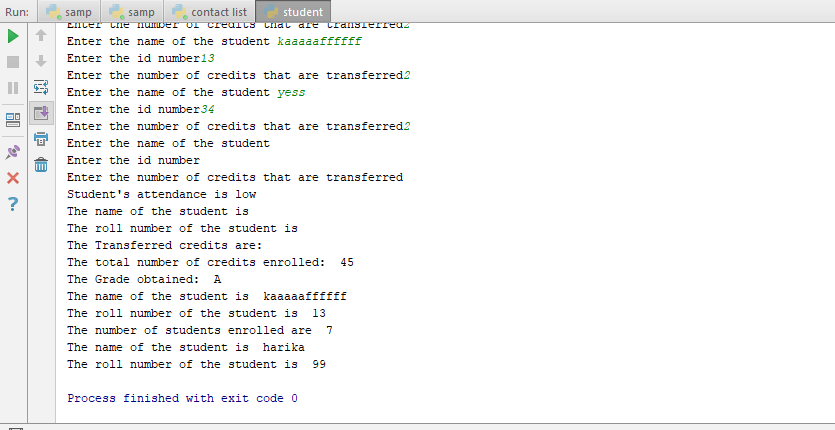 Run: samp samp contact list student
Enter the number of credits that are transferred2
Enter the name of the student kaaaaaffffff
Enter the id number13
Enter the number of credits that are transferred2
Enter the name of the student yess
Enter the id number34
Enter the number of credits that are transferred2
Enter the name of the student
Enter the id number
Enter the number of credits that are transferred
Student's attendance is low
The name of the student is
The roll number of the student is
The Transferred credits are:
The total number of credits enrolled:  45
The Grade obtained:  A
The name of the student is  kaaaaaffffff
The roll number of the student is  13
The number of students enrolled are  7
The name of the student is  harika
The roll number of the student is  99
Process finished with exit code 0